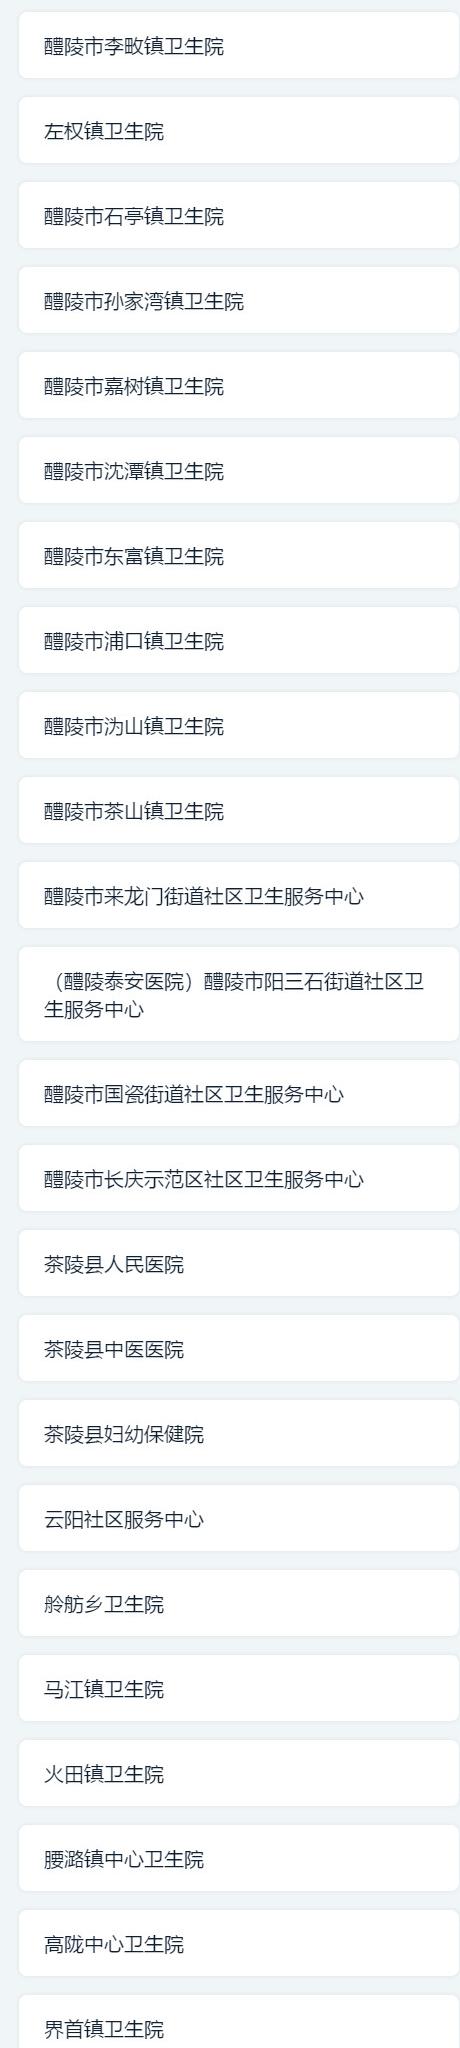 醴陵市李畋镇卫生院
左权镇卫生院
醴陵市石亭镇卫生院
醴陵市孙家湾镇卫生院
醴陵市嘉树镇卫生院
醴陵市沈潭镇卫生院
醴陵市东富镇卫生院
醴陵市浦口镇卫生院
醴陵市沩山镇卫生院
醴陵市茶山镇卫生院
醴陵市来龙门街道社区卫生服务中心
（醴陵泰安医院）醴陵市阳三石街道社区卫
生服务中心
醴陵市国瓷街道社区卫生服务中心
醴陵市长庆示范区社区卫生服务中心
茶陵县人民医院
茶陵县中医医院
茶陵县妇幼保健院
云阳社区服务中心
舲舫乡卫生院
马江镇卫生院
火田镇卫生院
腰潞镇中心卫生院
高陇中心卫生院
界首镇卫生院